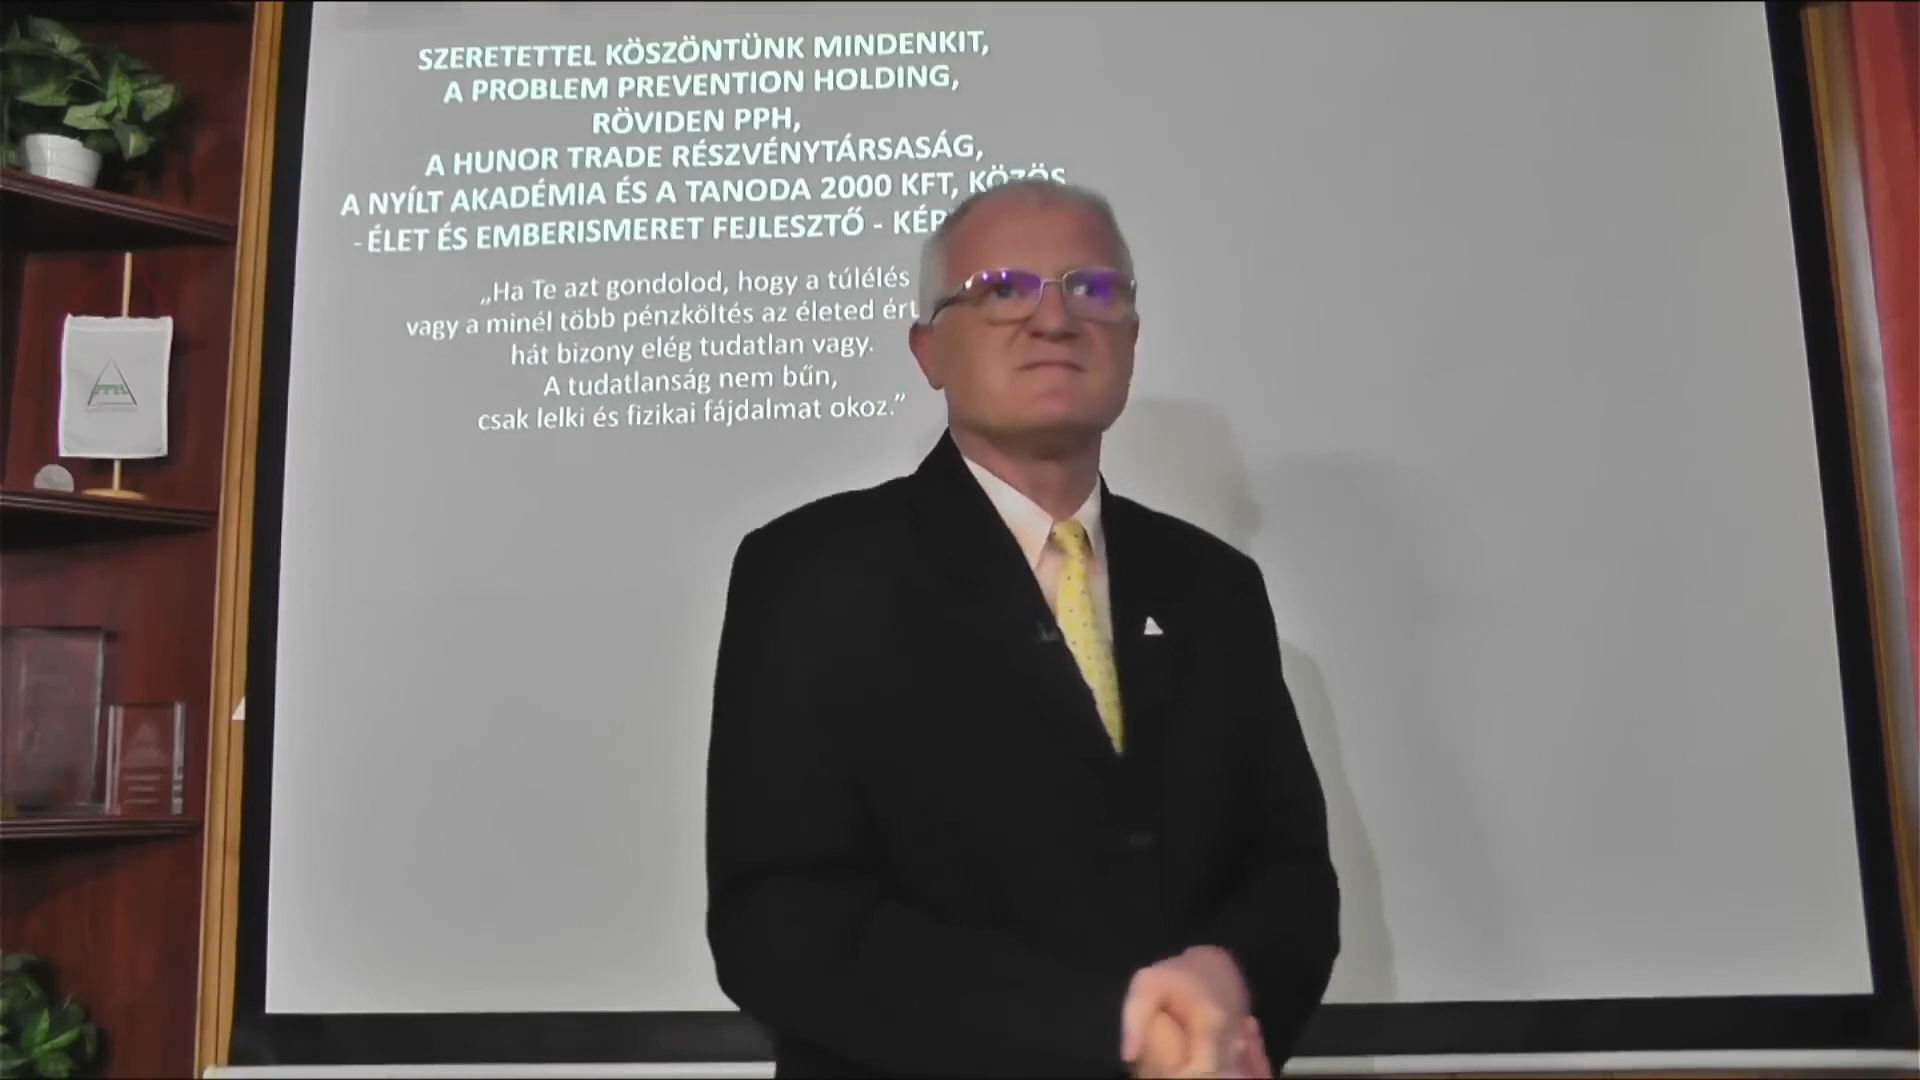 SZERETETTEL KÖSZÖNTÜNK MINDENKIT,
A PROBLEM PREVENTION HOLDING,
RÖVIDEN PPH,
A HUNOR TRADE RÉSZVÉNYTÁRSASÁG,
A NYÍLT AKADÉMIA ÉS A TANODA 2000 KFT, KÖZÖS
- ÉLET ÉS EMBERISMERET FEJLESZTŐ -
„Ha Te azt gondolod, hogy a túlélés
vagy a minél több pénzköltés az életed
hát bizony elég tudatlan vagy.
A tudatlanság nem bűn,
csak lelki és fizikai fájdalmat okoz.”
PPH